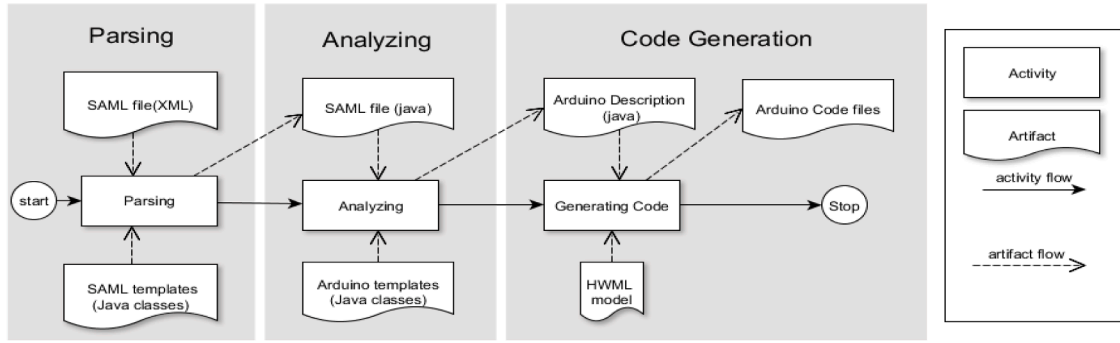 Parsing
Analyzing
Code Generation
SAML file(XML)
SAML file (java)
Arduino Description
(java)
Arduino Code files
start
Parsing
Analyzing
Generating Code
Stop
SAML templates
(Java classes)
Arduino templates
(Java classes)
HWML
model
Activity
Artifact
activity flow
artifact flow